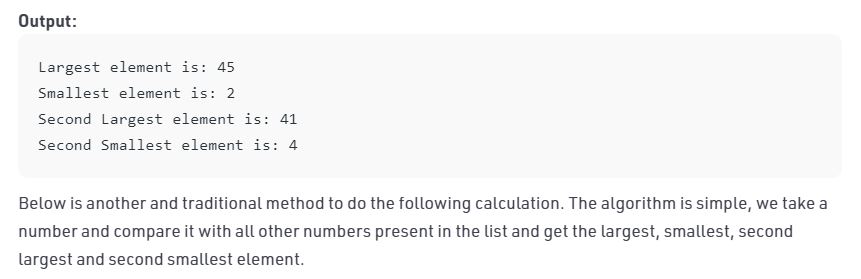 Output:
Largest element is: 45
Smallest element is: 2
Second Largest element is: 41
Second Smallest element is: 4
Below is another and traditional method to do the following calculation. The algorithm is simple, we take a
number and compare it with all other numbers present in the list and get the largest, smallest, second
largest and second smallest element.